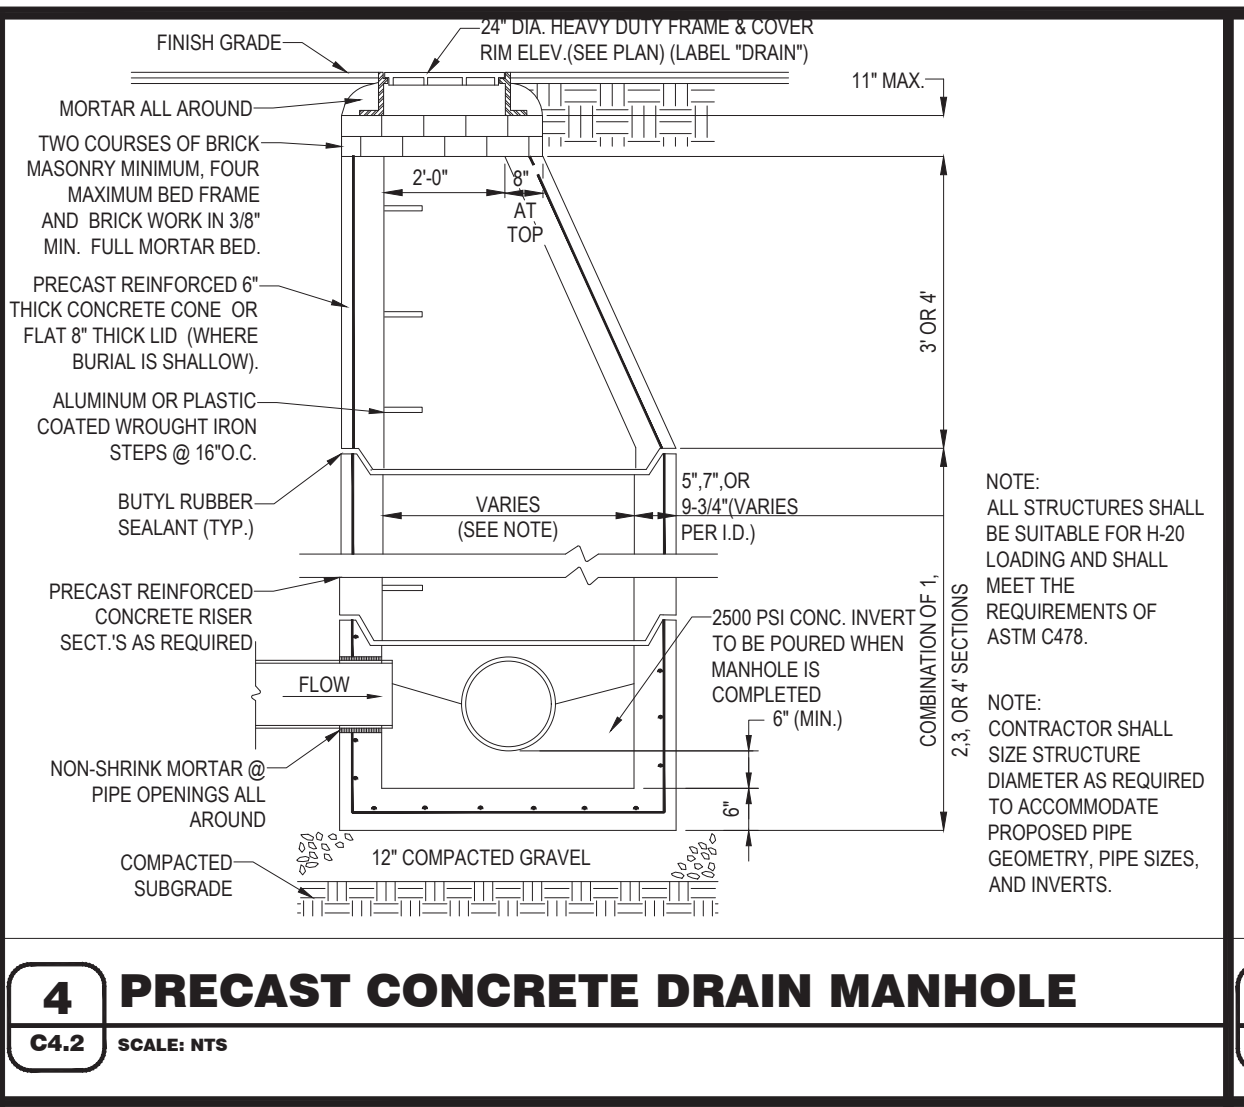 FINISH GRADE
24" DIA. HEAVY DUTY FRAME & COVER
RIM ELEV.(SEE PLAN) (LABEL "DRAIN")
11" MAX.
MORTAR ALL AROUND
TWO COURSES OF BRICK
MASONRY MINIMUM, FOUR
MAXIMUM BED FRAME
AND BRICK WORK IN 3/8"
MIN. FULL MORTAR BED.
2'-0"
8"
AT
TOP
PRECAST REINFORCED 6"
THICK CONCRETE CONE OR
FLAT 8" THICK LID (WHERE
BURIAL IS SHALLOW).
3' OR 4'
ALUMINUM OR PLASTIC
COATED WROUGHT IRON
STEPS @ 16"O.C.
BUTYL RUBBER
SEALANT (TYP.)
VARIES
(SEE NOTE)
5",7",OR
9-3/4"(VARIES
PER I.D.)
NOTE:
ALL STRUCTURES SHALL
BE SUITABLE FOR H-20
LOADING AND SHALL
MEET THE
REQUIREMENTS OF
ASTM C478.
PRECAST REINFORCED
CONCRETE RISER
SECT.'S AS REQUIRED
2500 PSI CONC. INVERT
TO BE POURED WHEN
MANHOLE IS
COMPLETED
6" (MIN.)
COMBINATION OF 1,
2,3, OR 4' SECTIONS
FLOW
NOTE:
CONTRACTOR SHALL
SIZE STRUCTURE
DIAMETER AS REQUIRED
TO ACCOMMODATE
PROPOSED PIPE
GEOMETRY, PIPE SIZES,
AND INVERTS.
NON-SHRINK MORTAR @
PIPE OPENINGS ALL
AROUND
6"
12" COMPACTED GRAVEL
COMPACTED
SUBGRADE
4
PRECAST CONCRETE DRAIN MANHOLE
C4.2
SCALE: NTS